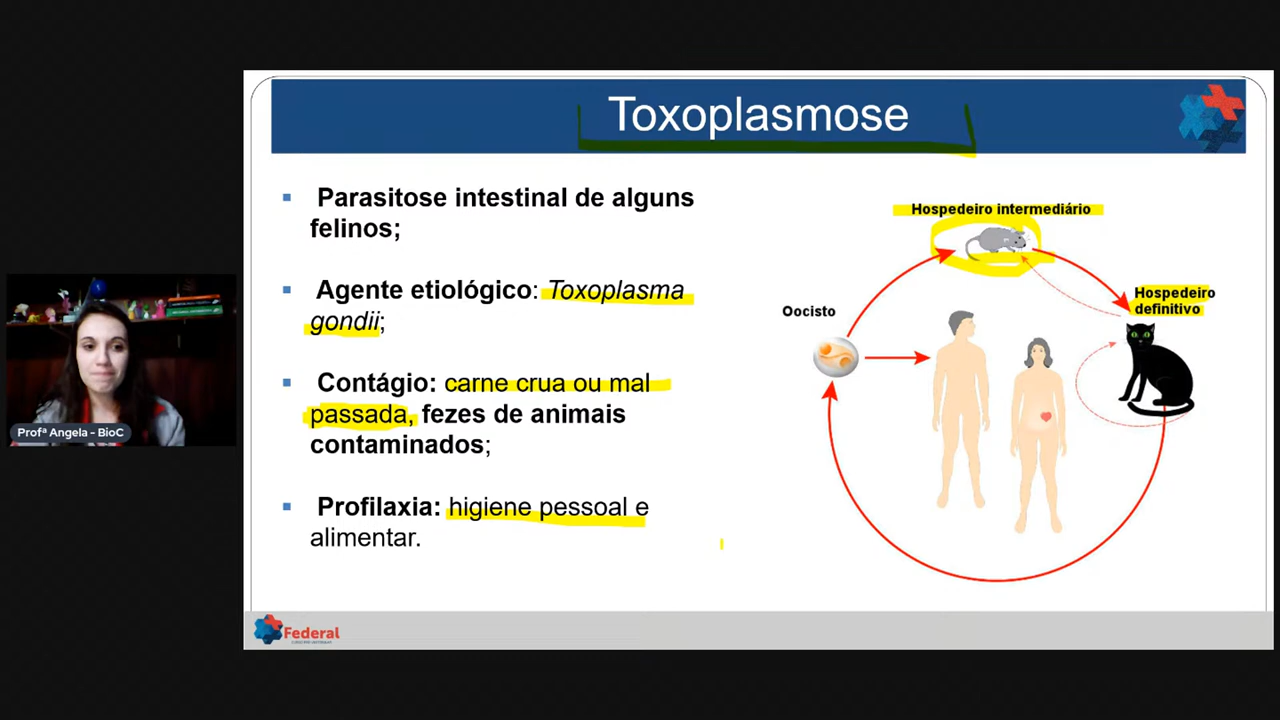 Toxoplasmose
Parasitose intestinal de alguns
felinos;
Agente etiológico: Toxoplasma
gondii;
Contágio: carne crua ou mal
passada, fezes de animais
contaminados;
Profilaxia: higiene pessoal e
alimentar.
Hospedeiro intermediário
Hospedeiro
definitivo
Oocisto
Profª Angela - BioC
Federal